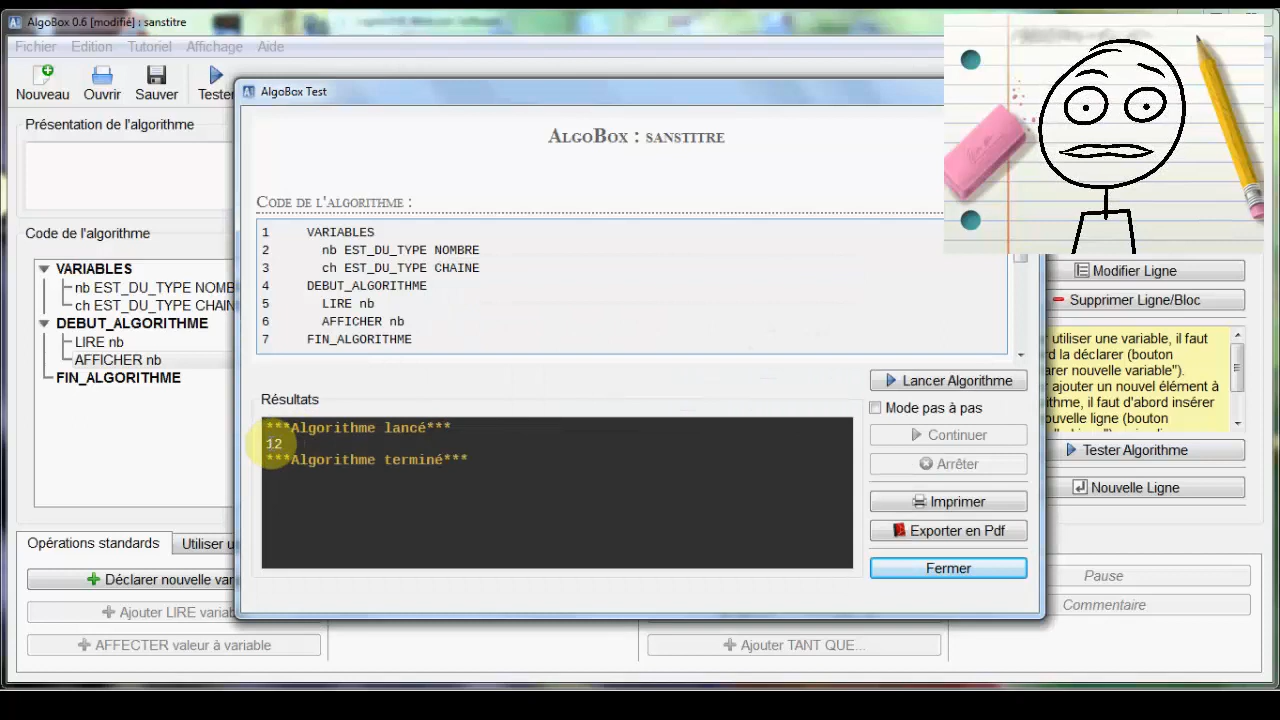 AlgoBox 0.6 [modifié] : sanstitre
Fichier Edition Tutoriel Affichage Aide
Nouveau Ouvrir Sauver Tester
Présentation de l'algorithme
Code de l'algorithme
VARIABLES
nb EST_DU_TYPE NOMB
ch EST_DU_TYPE CHAIN
DEBUT_ALGORITHME
LIRE nb
AFFICHER nb
FIN_ALGORITHME
Opérations standards
Utiliser u
Déclarer nouvelle var
Ajouter LIRE variab
AFFECTER valeur à variable
AlgoBox Test
AlgoBox : sanstitre
Code de l'algorithme :
1 VARIABLES
2 nb EST_DU_TYPE NOMBRE
3 ch EST_DU_TYPE CHAINE
4 DEBUT_ALGORITHME
5 LIRE nb
6 AFFICHER nb
7 FIN_ALGORITHME
Résultats
***Algorithme lancé***
12
***Algorithme terminé***
Lancer Algorithme
Mode pas à pas
Continuer
Arrêter
Imprimer
Exporter en Pdf
Fermer
Modifier Ligne
Supprimer Ligne/Bloc
utiliser une variable, il faut
rd la déclarer (bouton
arer nouvelle variable").
ajouter un nouvel élément à
rithme, il faut d'abord insérer
ouvelle ligne (bouton
Tester Algorithme
Nouvelle Ligne
Ajouter TANT QUE...
Pause
Commentaire